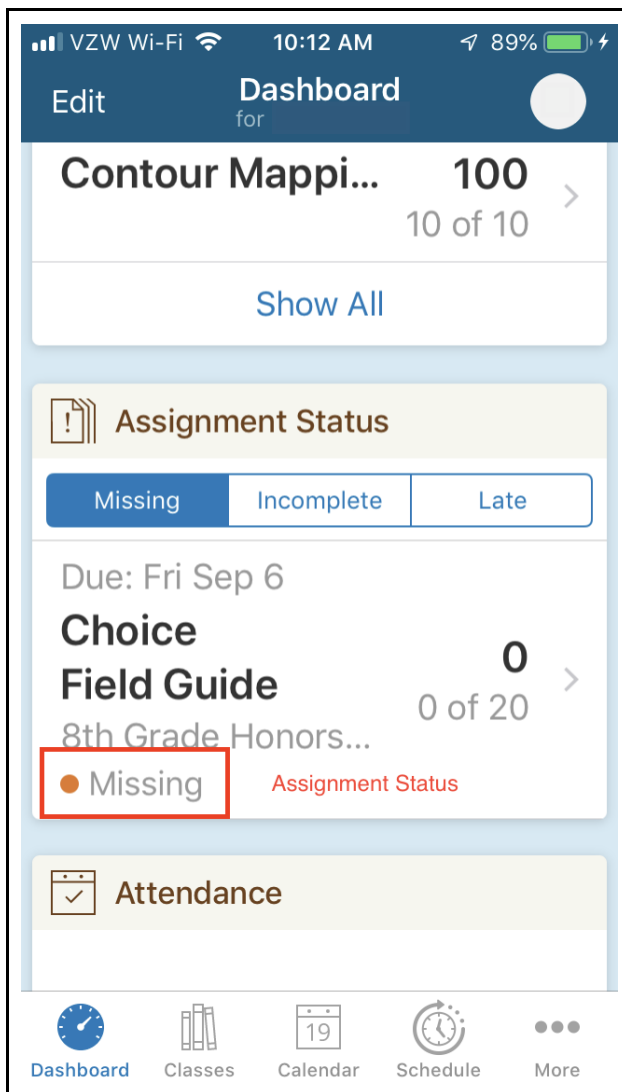 VZW Wi-Fi 10:12 AM 89%
Edit Dashboard
for
Contour Mappi... 100
10 of 10
Show All
Assignment Status
Missing Incomplete Late
Due: Fri Sep 6
Choice
Field Guide 0
0 of 20
8th Grade Honors...
Missing Assignment Status
Attendance
19
Dashboard Classes Calendar Schedule More